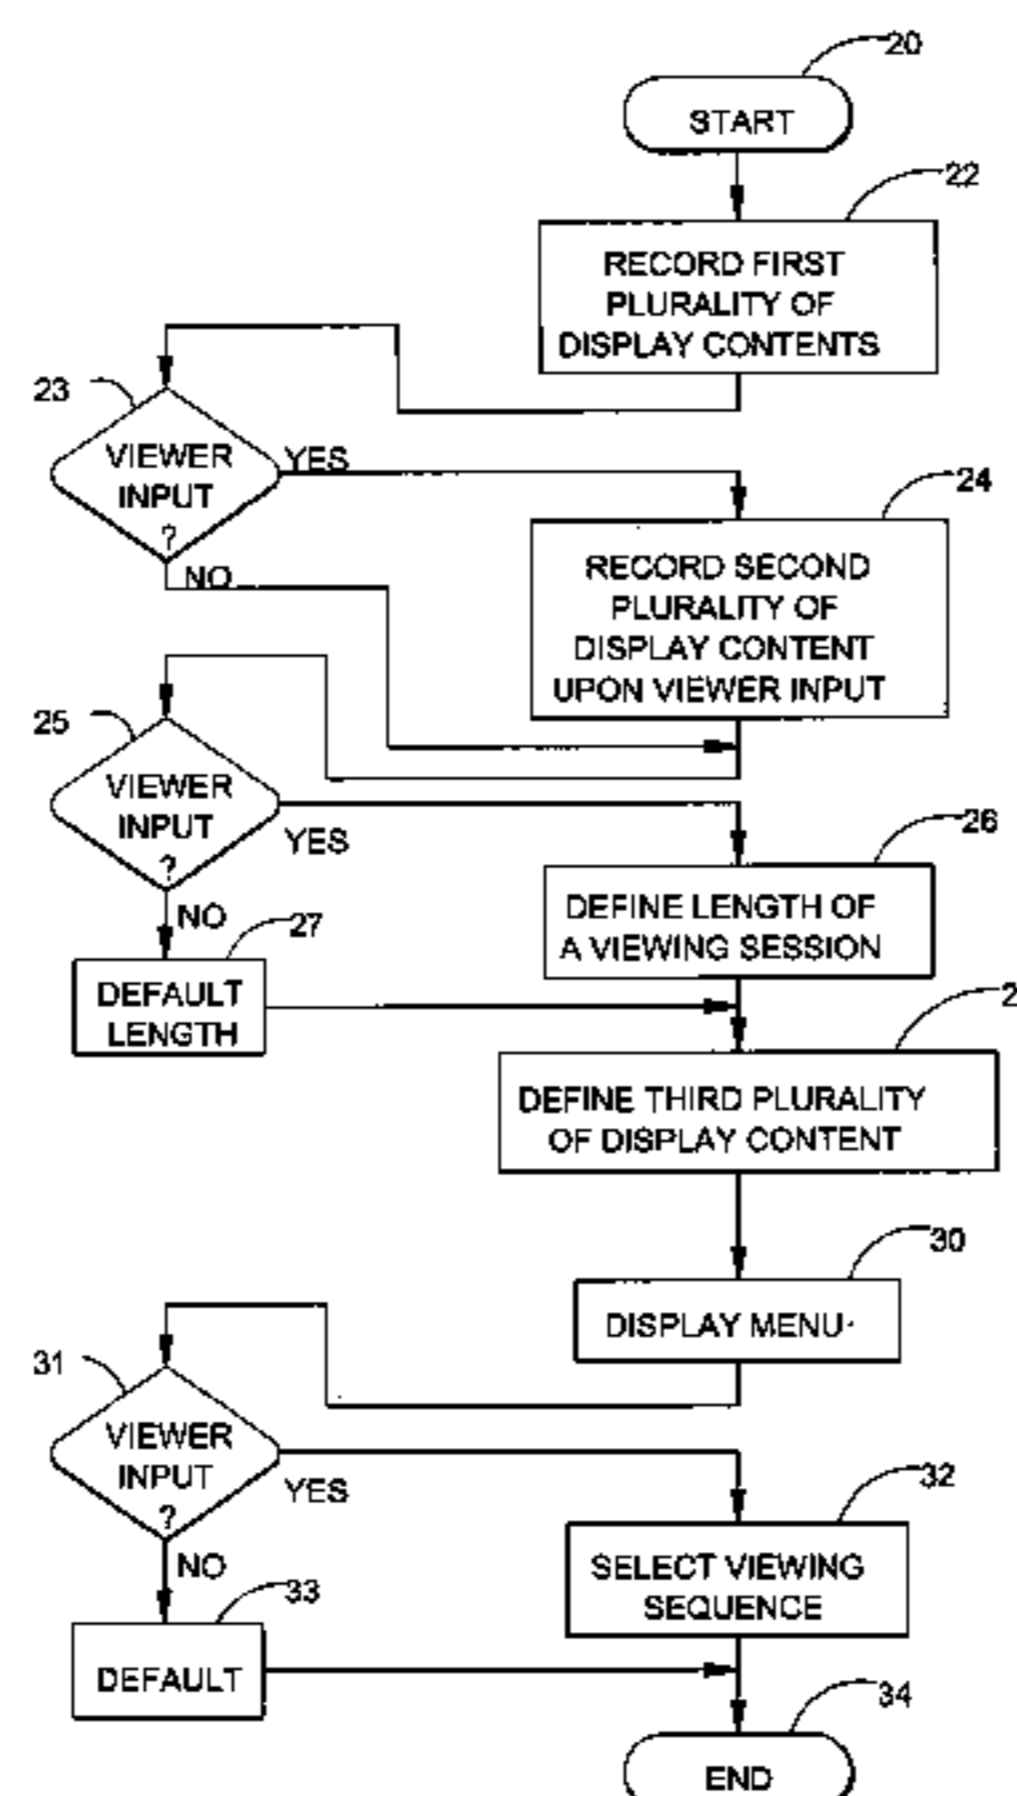 20
START
22
RECORD FIRST
PLURALITY OF
DISPLAY CONTENTS
23
VIEWER
INPUT
?
YES
NO
24
RECORD SECOND
PLURALITY OF
DISPLAY CONTENT
UPON VIEWER INPUT
25
VIEWER
INPUT
?
YES
NO
26
DEFINE LENGTH OF
A VIEWING SESSION
27
DEFAULT
LENGTH
2
DEFINE THIRD PLURALITY
OF DISPLAY CONTENT
30
DISPLAY MENU
31
VIEWER
INPUT
?
YES
NO
32
SELECT VIEWING
SEQUENCE
33
DEFAULT
34
END